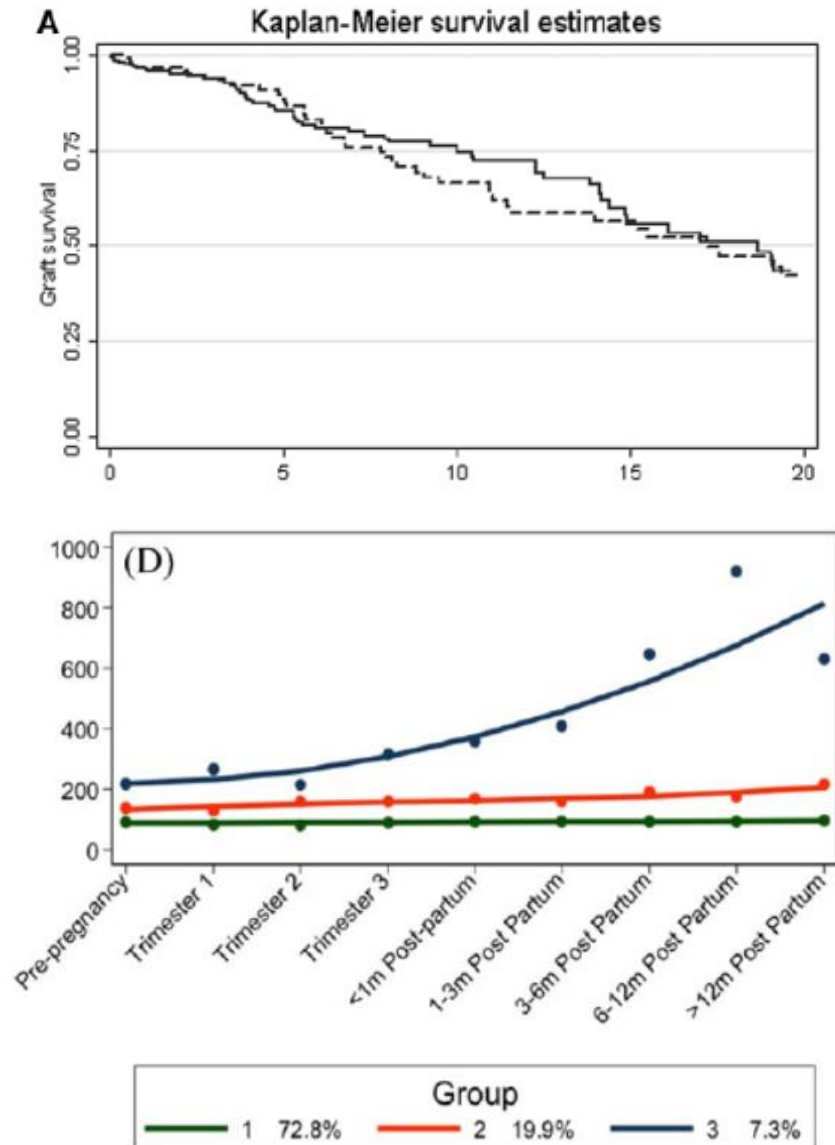 A Kaplan-Meier survival estimates
Graft survival
1.00
0.75
0.50
0.25
0.00
0 5 10 15 20
(D)
1000
800
600
400
200
0
Pre-pregnancy
Trimester 1
Trimester 2
Trimester 3
<1m Post-partum
1-3m Post Partum
3-6m Post Partum
6-12m Post Partum
>12m Post Partum
Group
1 72.8% 2 19.9% 3 7.3%